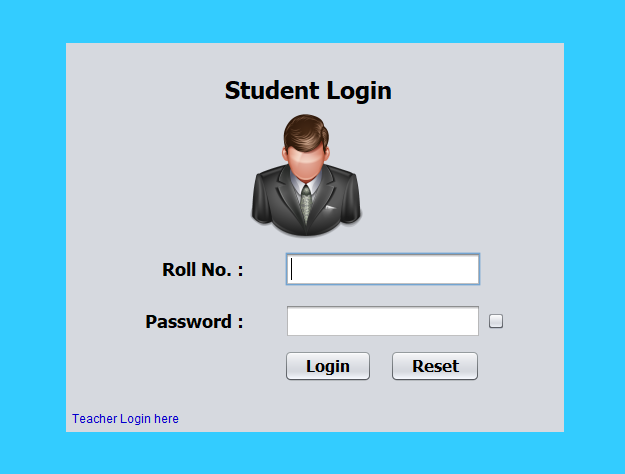 Student Login
Roll No. :
Password :
Login Reset
Teacher Login here